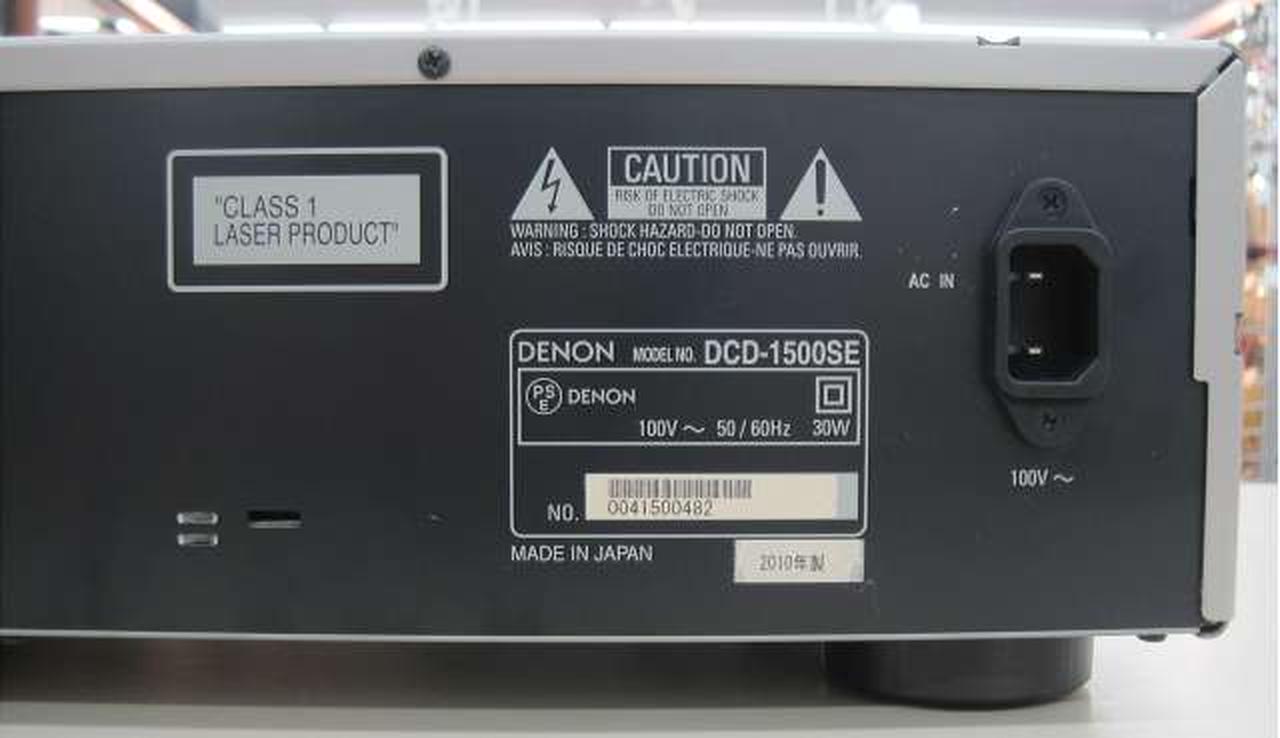 "CLASS 1
LASER PRODUCT"
CAUTION
RISK OF ELECTRIC SHOCK
DO NOT OPEN
WARNING : SHOCK HAZARD-DO NOT OPEN.
AVIS : RISQUE DE CHOC ELECTRIQUE-NE PAS OUVRIR.
AC IN
DENON MODEL NO. DCD-1500SE
PS
E
DENON
100V ～ 50 / 60Hz 30W
100V ～
NO. 0041500482
MADE IN JAPAN
2010年製